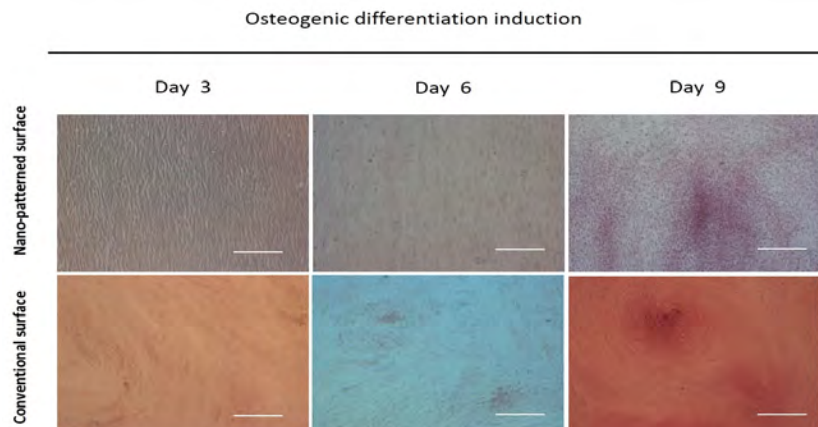 Osteogenic differentiation induction
Day 3 Day 6 Day 9
Nano-patterned surface
Conventional surface